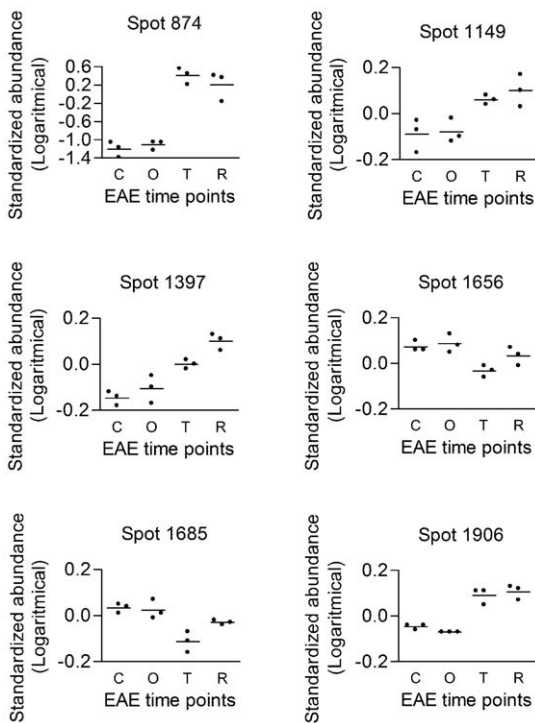 Spot 874
Standardized abundance
(Logaritmical)
0.6
0.2
-0.2
-0.6
-1.0
-1.4
C O T R
EAE time points
Spot 1149
Standardized abundance
(Logaritmical)
0.2
0.0
-0.2
C O T R
EAE time points
Spot 1397
Standardized abundance
(Logaritmical)
0.2
0.0
-0.2
C O T R
EAE time points
Spot 1656
Standardized abundance
(Logaritmical)
0.2
0.0
-0.2
C O T R
EAE time points
Spot 1685
Standardized abundance
(Logaritmical)
0.2
0.0
-0.2
C O T R
EAE time points
Spot 1906
Standardized abundance
(Logaritmical)
0.2
0.0
-0.2
C O T R
EAE time points